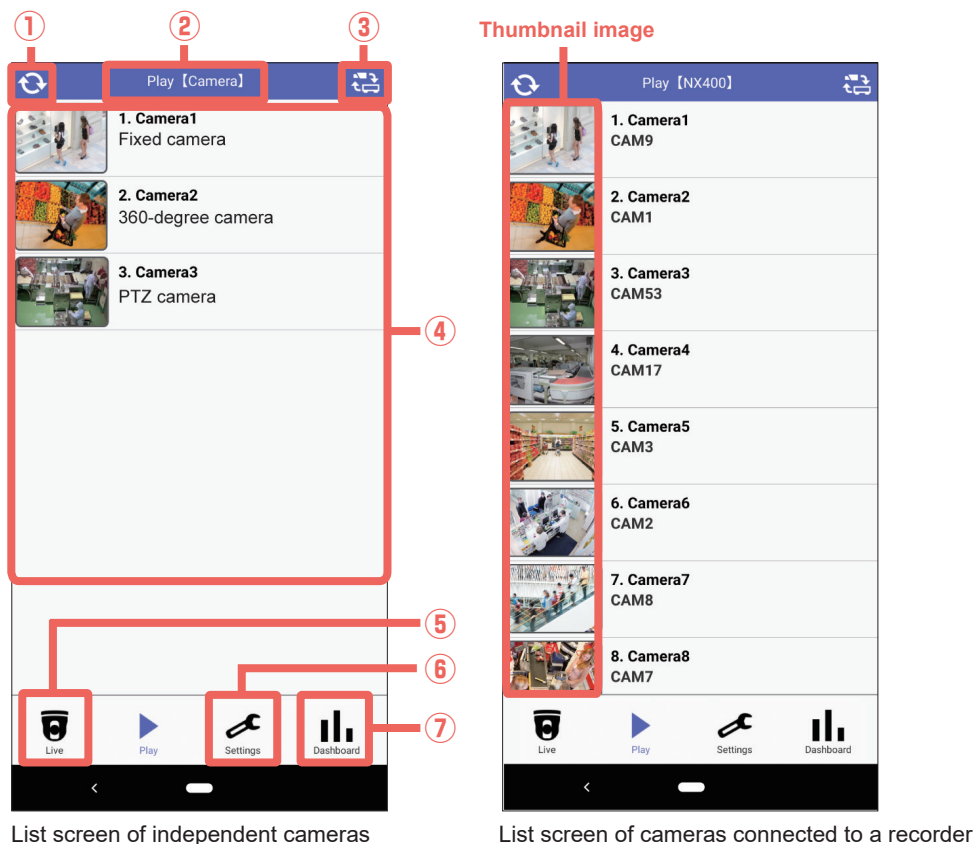 ① ② ③
Play【Camera】
1. Camera1
Fixed camera
2. Camera2
360-degree camera
3. Camera3
PTZ camera
④
⑤
⑥
⑦
Live
Play
Settings
Dashboard
List screen of independent cameras
Thumbnail image
Play【NX400】
1. Camera1
CAM9
2. Camera2
CAM1
3. Camera3
CAM53
4. Camera4
CAM17
5. Camera5
CAM3
6. Camera6
CAM2
7. Camera7
CAM8
8. Camera8
CAM7
Live
Play
Settings
Dashboard
List screen of cameras connected to a recorder